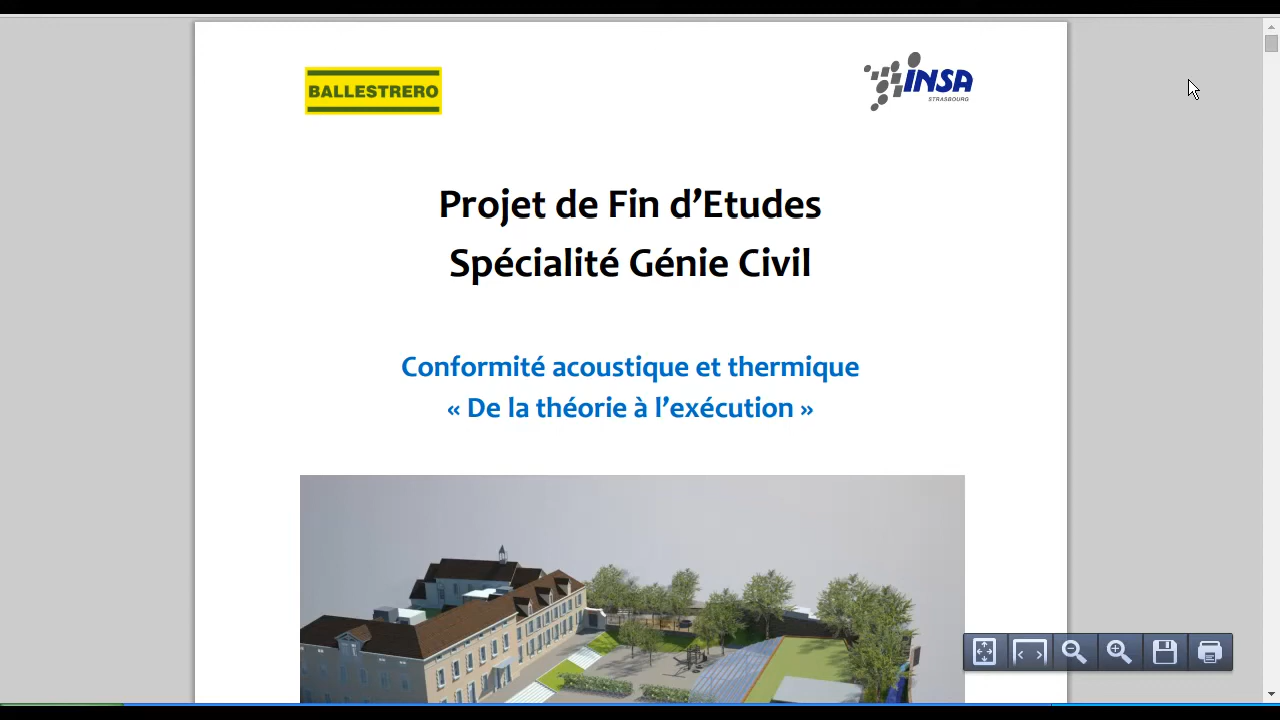 BALLESTRERO
INSA
STRASBOURG
Projet de Fin d’Etudes
Spécialité Génie Civil
Conformité acoustique et thermique
« De la théorie à l’exécution »